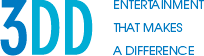 3DD
ENTERTAINMENT
THAT MAKES
A DIFFERENCE